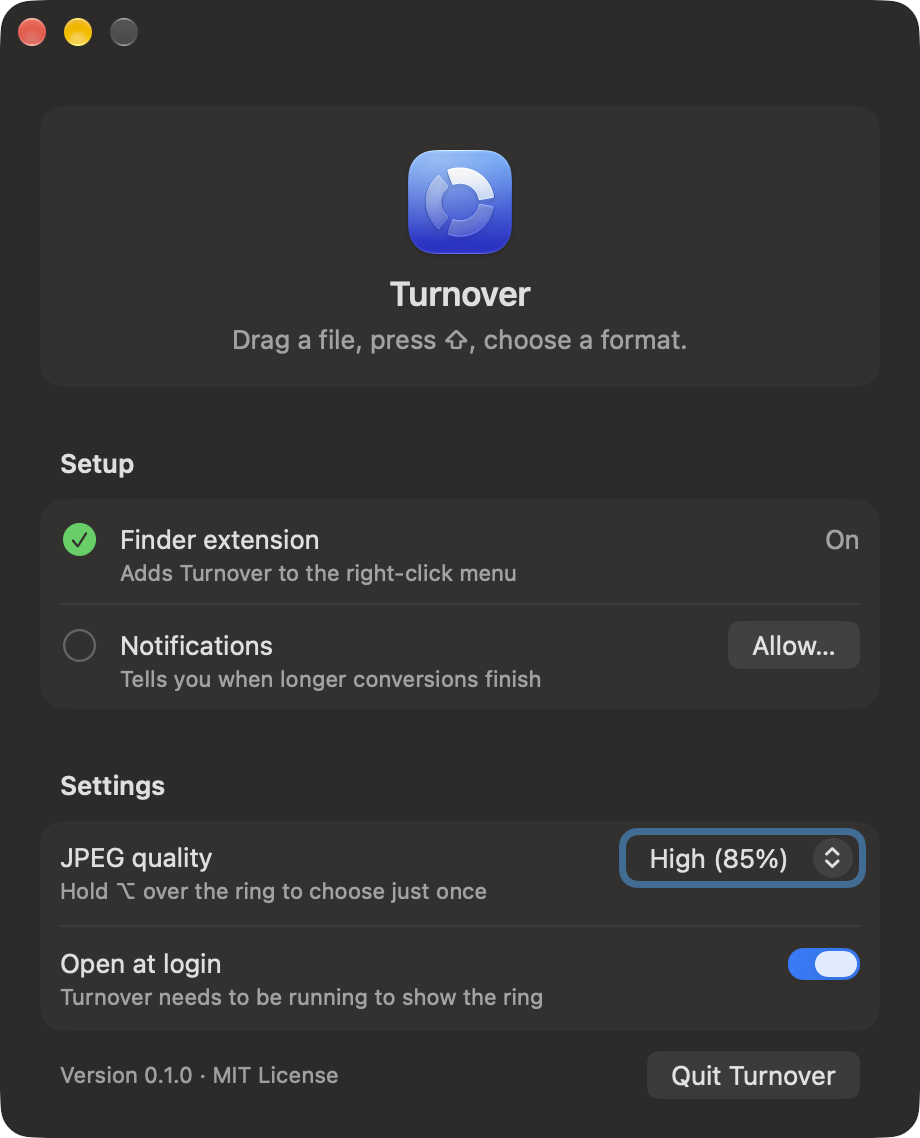 Turnover
Drag a file, press ⇧, choose a format.
Setup
Finder extension
On
Adds Turnover to the right-click menu
Notifications
Allow...
Tells you when longer conversions finish
Settings
JPEG quality
High (85%)
Hold ⌥ over the ring to choose just once
Open at login
Turnover needs to be running to show the ring
Version 0.1.0 · MIT License
Quit Turnover